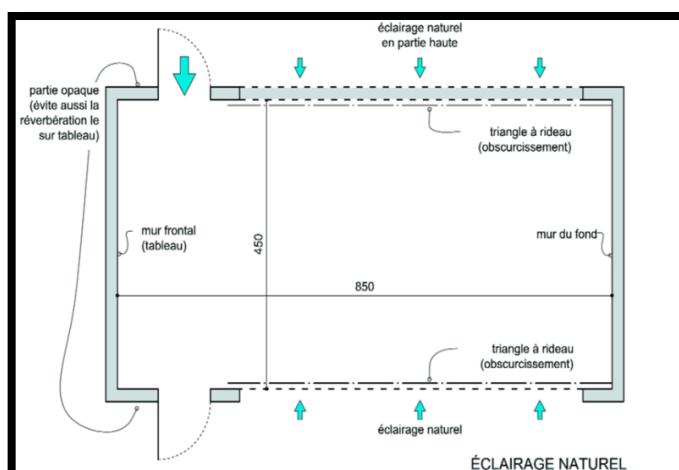 éclairage naturel
en partie haute
partie opaque
(évite aussi la
réverbération le
sur tableau)
triangle à rideau
(obscurcissement)
mur frontal
(tableau)
450
mur du fond
850
triangle à rideau
(obscurcissement)
éclairage naturel
ÉCLAIRAGE NATUREL